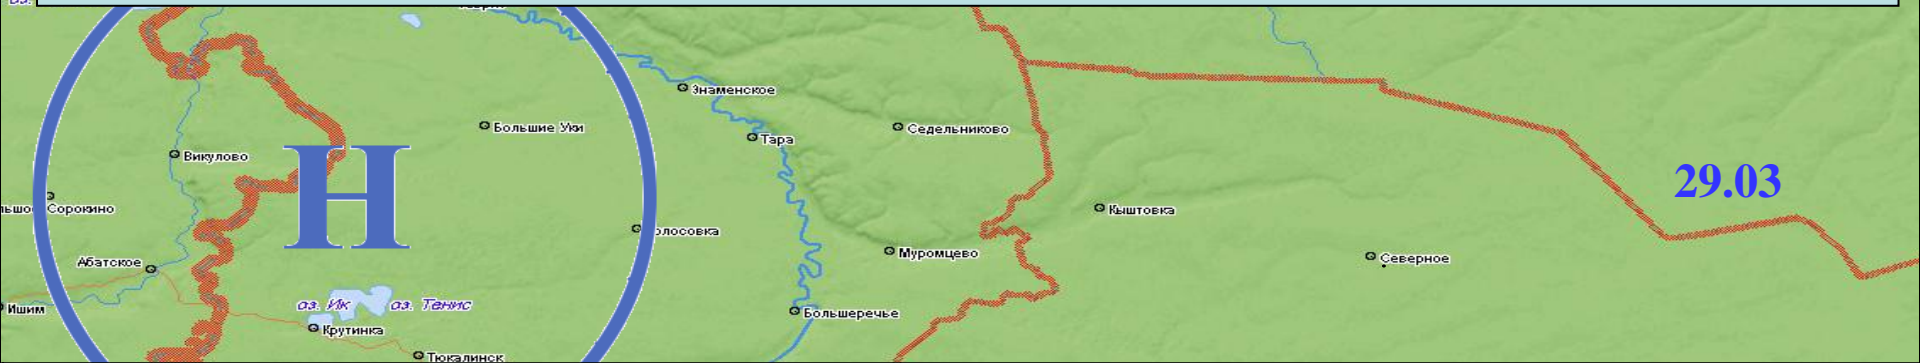 Знаменское
Большие Уки
Седельниково
Тара
Викулово
Н
29.03
Сорокино
Кыштовка
олосовка
Муромцево
Северное
Абатское
оз. Ик
оз. Тенис
Ишим
Большеречье
Крутинка
Тюкалинск